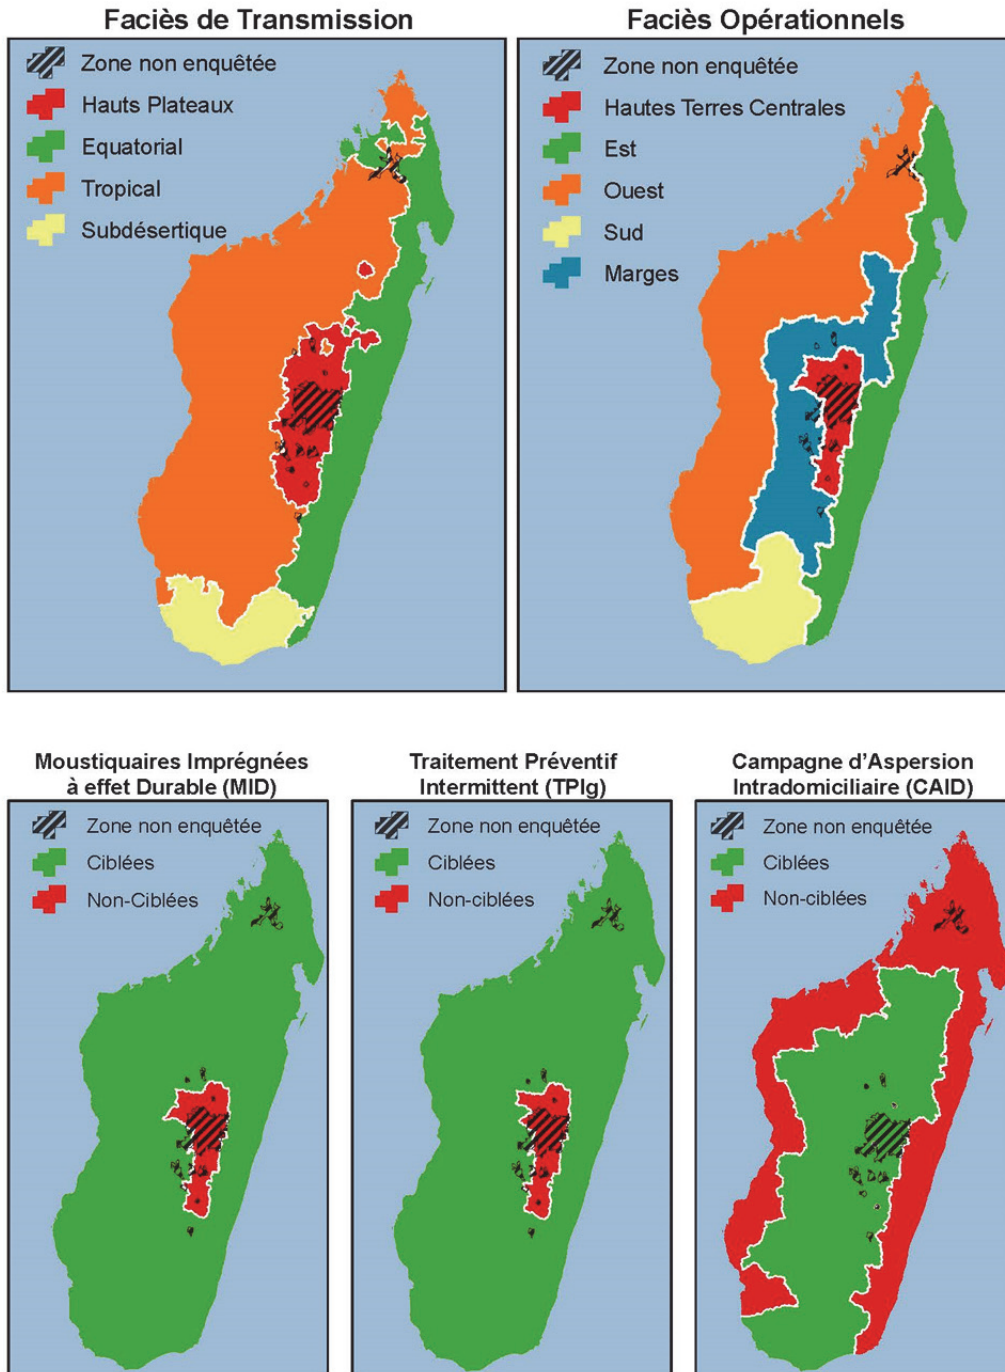 Faciès de Transmission
Zone non enquêtée
Hauts Plateaux
Equatorial
Tropical
Subdésertique
Faciès Opérationnels
Zone non enquêtée
Hautes Terres Centrales
Est
Ouest
Sud
Marges
Moustiquaires Imprégnées
à effet Durable (MID)
Zone non enquêtée
Ciblées
Non-Ciblées
Traitement Préventif
Intermittent (TPIg)
Zone non enquêtée
Ciblées
Non-ciblées
Campagne d'Aspersion
Intradomiciliaire (CAID)
Zone non enquêtée
Ciblées
Non-ciblées